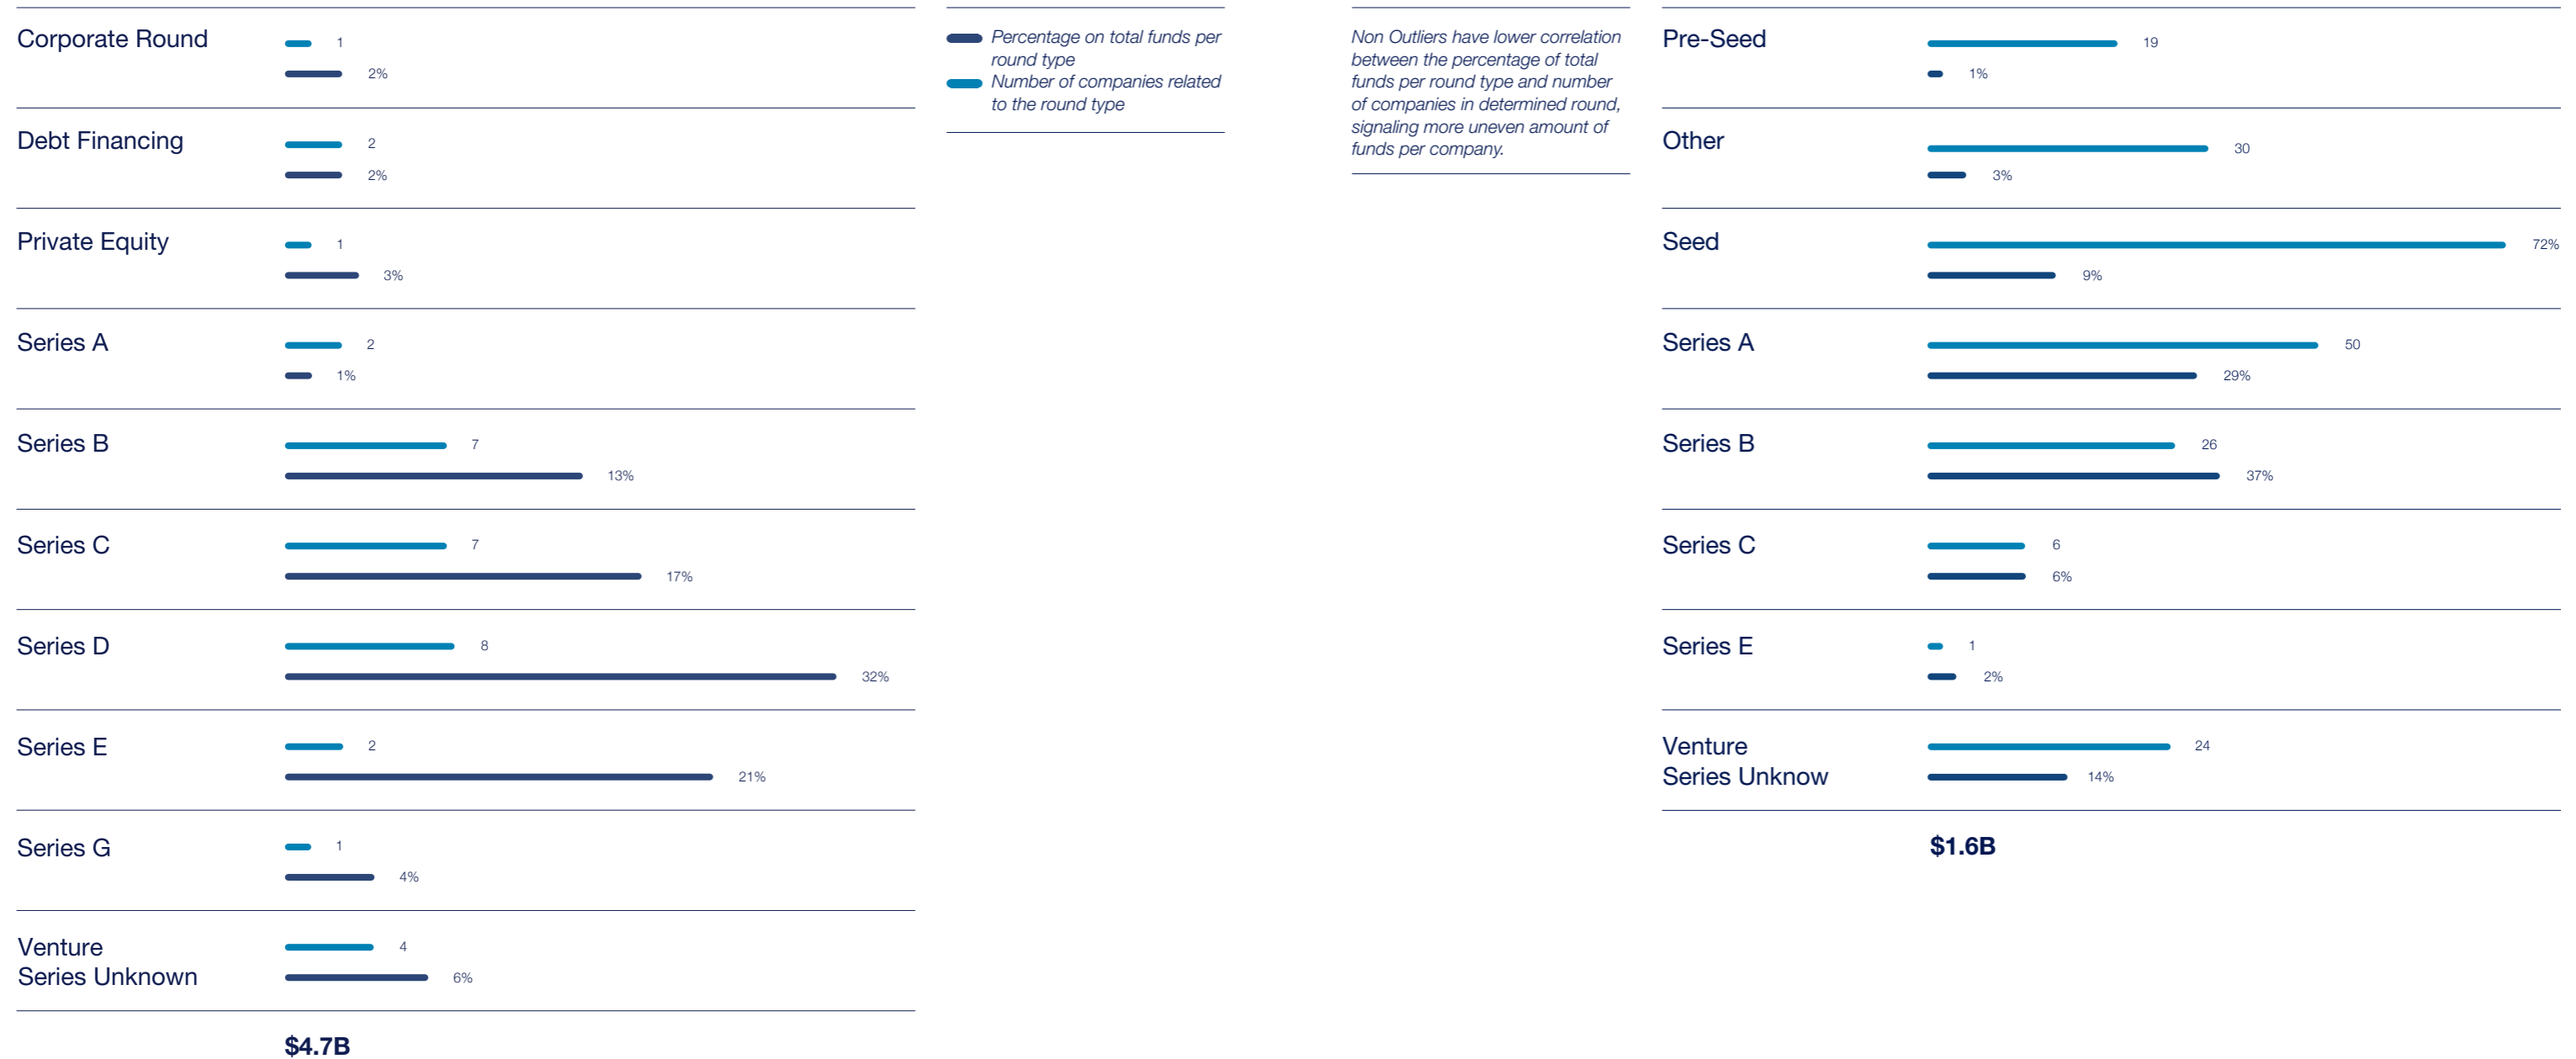 Corporate Round
1
2%
Debt Financing
2
2%
Private Equity
1
3%
Series A
2
1%
Series B
7
13%
Series C
7
17%
Series D
8
32%
Series E
2
21%
Series G
1
4%
Venture
Series Unknown
4
6%
$4.7B
Percentage on total funds per
round type
Number of companies related
to the round type
Non Outliers have lower correlation
between the percentage of total
funds per round type and number
of companies in determined round,
signaling more uneven amount of
funds per company.
Pre-Seed
19
1%
Other
30
3%
Seed
72%
9%
Series A
50
29%
Series B
26
37%
Series C
6
6%
Series E
1
2%
Venture
Series Unknow
24
14%
$1.6B